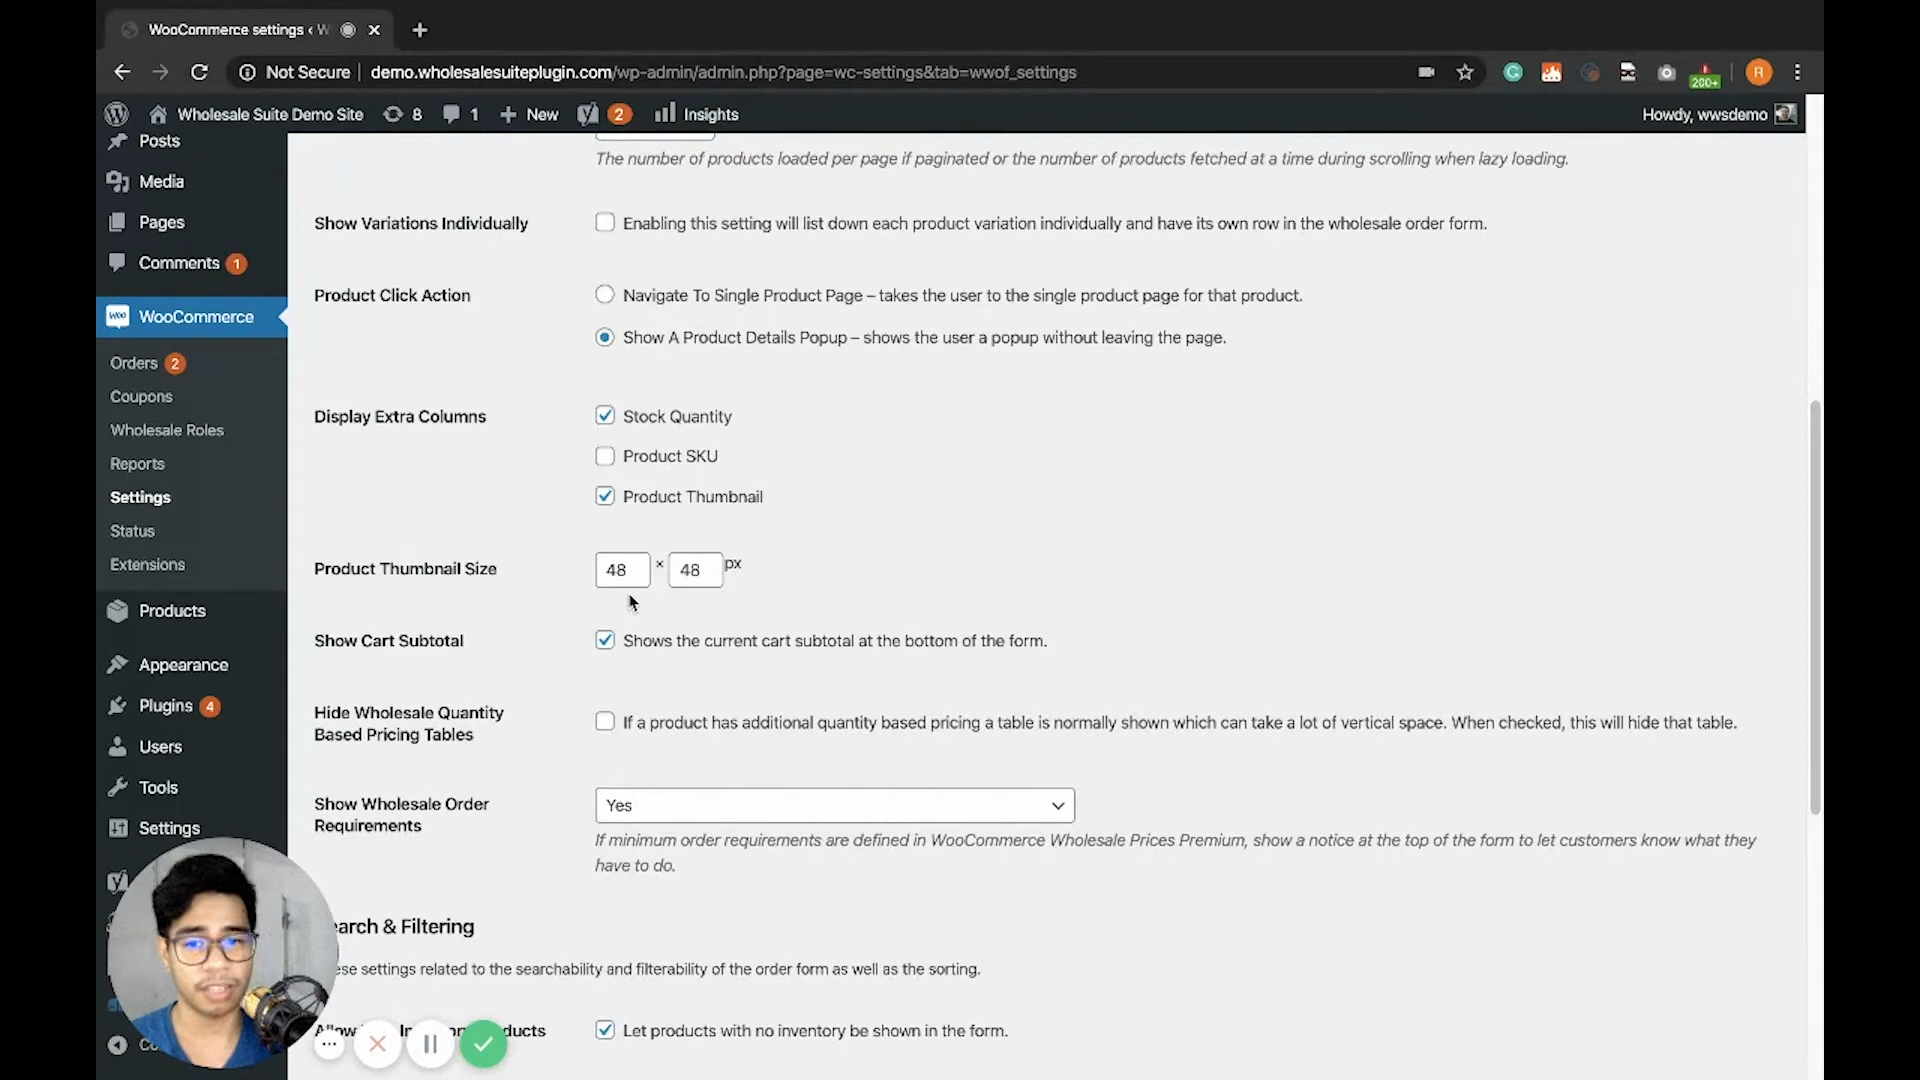 WooCommerce settings ‹ W
Not Secure
demo.wholesalesuiteplugin.com/wp-admin/admin.php?page=wc-settings&tab=wwof_settings
200+
R
Wholesale Suite Demo Site
8
1
New
2
Insights
Howdy, wwsdemo
Posts
Media
Pages
Comments 1
WooCommerce
Orders 2
Coupons
Wholesale Roles
Reports
Settings
Status
Extensions
Products
Appearance
Plugins 4
Users
Tools
Settings
The number of products loaded per page if paginated or the number of products fetched at a time during scrolling when lazy loading.
Show Variations Individually
Enabling this setting will list down each product variation individually and have its own row in the wholesale order form.
Product Click Action
Navigate To Single Product Page – takes the user to the single product page for that product.
Show A Product Details Popup – shows the user a popup without leaving the page.
Display Extra Columns
Stock Quantity
Product SKU
Product Thumbnail
Product Thumbnail Size
48 × 48 px
Show Cart Subtotal
Shows the current cart subtotal at the bottom of the form.
Hide Wholesale Quantity
Based Pricing Tables
If a product has additional quantity based pricing a table is normally shown which can take a lot of vertical space. When checked, this will hide that table.
Show Wholesale Order
Requirements
Yes
If minimum order requirements are defined in WooCommerce Wholesale Prices Premium, show a notice at the top of the form to let customers know what they
have to do.
arch & Filtering
ese settings related to the searchability and filterability of the order form as well as the sorting.
Let products with no inventory be shown in the form.